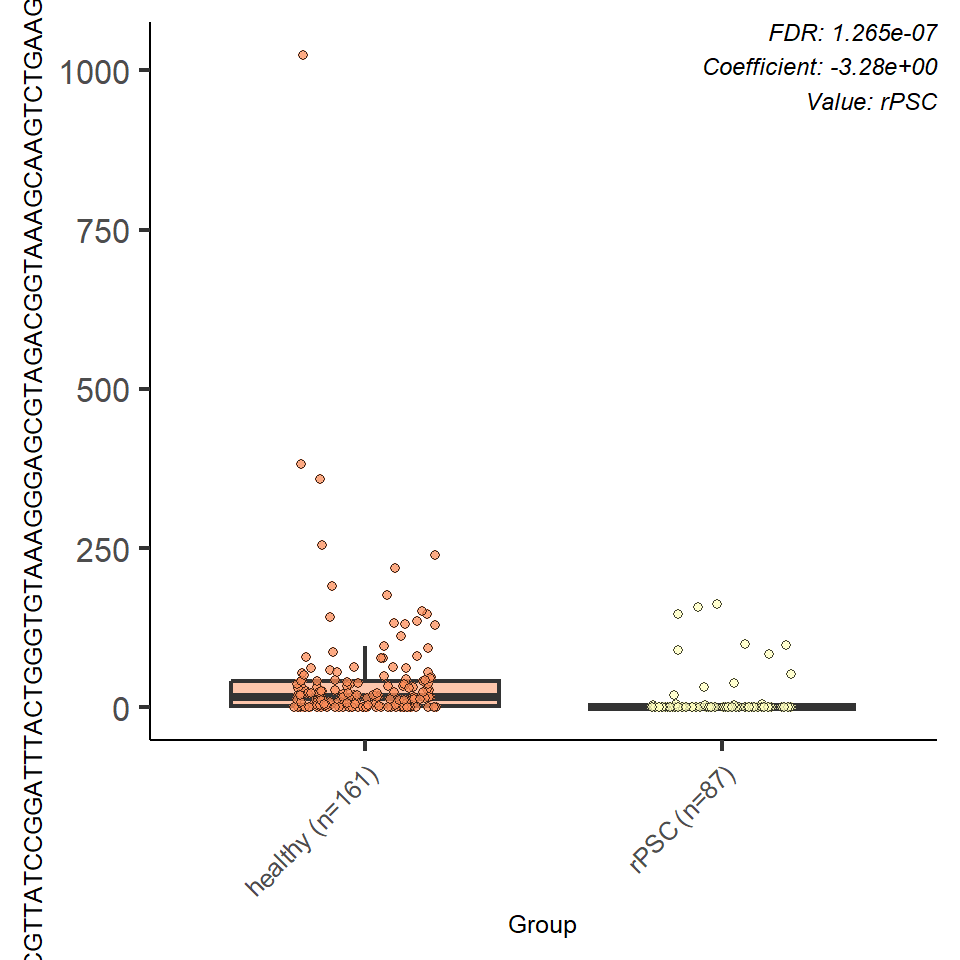 FDR: 1.265e-07
Coefficient: -3.28e+00
Value: rPSC
CGTTATCCGGATTTACTGGGTGTAAAGGGAGCGTAGACGGTAAAGCAAGTCTGAAG
1000
750
500
250
0
healthy (n=161)
rPSC (n=87)
Group